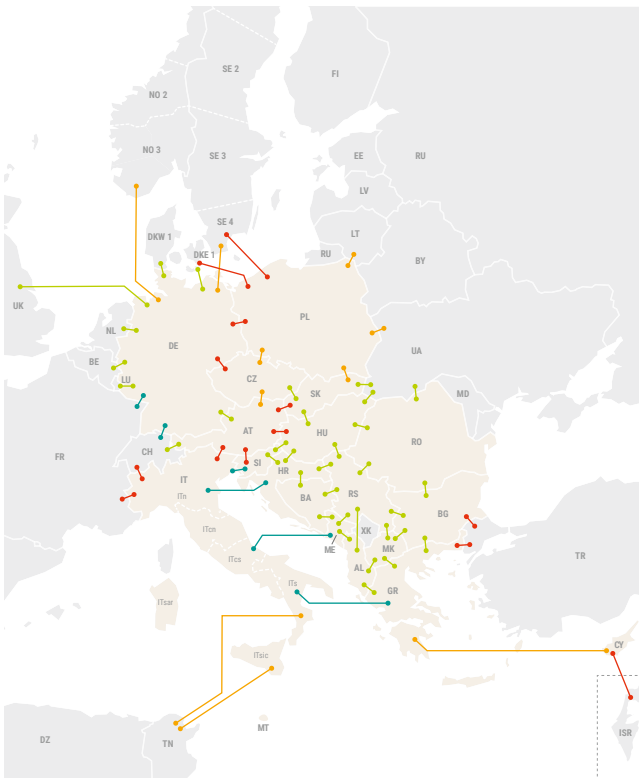 SE 2
FI
NO 2
NO 3
SE 3
EE
RU
LV
SE 4
DKW 1
LT
DKE 1
RU
BY
UK
PL
NL
DE
UA
BE
LU
CZ
SK
MD
AT
HU
FR
CH
SI
HR
RO
IT
ITn
BA
RS
BG
ITcn
XK
ME
MK
ITcs
TR
AL
ITs
GR
ITsar
CY
ITsic
MT
ISR
DZ
TN